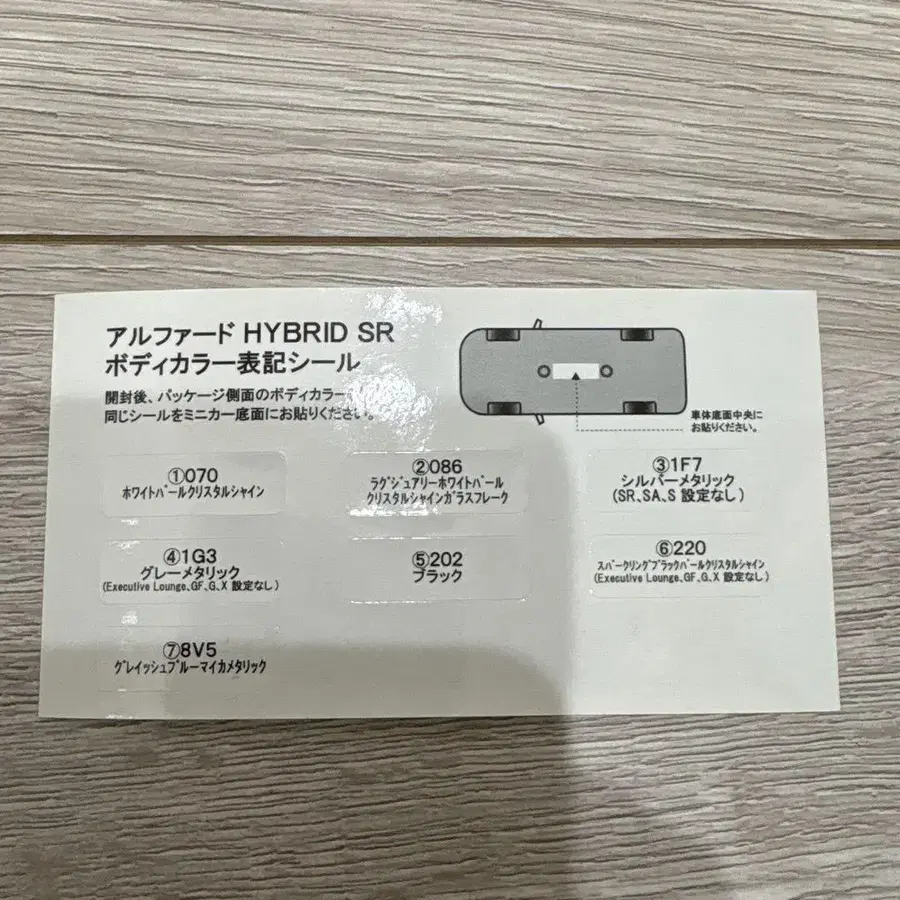 アルファード HYBRID SR
ボディカラー表記シール
開封後、パッケージ側面のボディカラー
同じシールをミニカー底面にお貼りください。
車体底面中央に
お貼りください。
①070
ホワイトパールクリスタルシャイン
②086
ラグジュアリーホワイトパール
クリスタルシャインガラスフレーク
③1F7
シルバーメタリック
(SR、SA、S 設定なし)
④1G3
グレーメタリック
(Executive Lounge、GF、G、X 設定なし)
⑤202
ブラック
⑥220
スパークリングブラックパールクリスタルシャイン
(Executive Lounge、GF、G、X 設定なし)
⑦8V5
グレイッシュブルーマイカメタリック